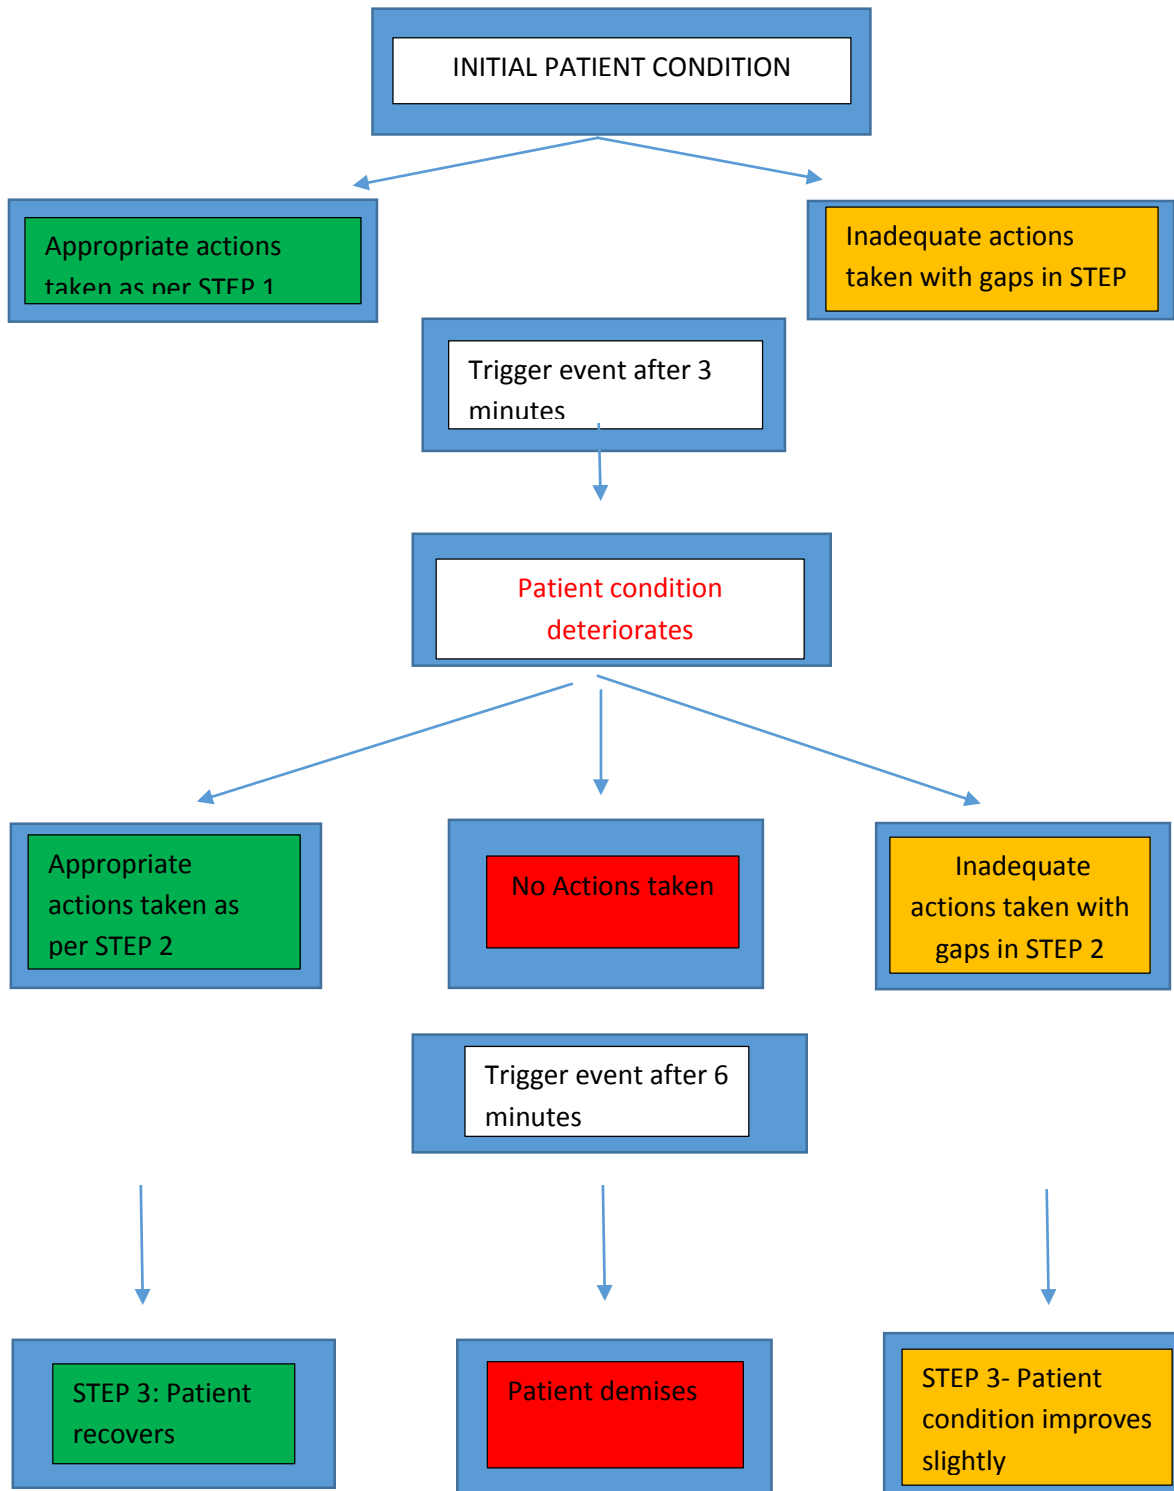 INITIAL PATIENT CONDITION
Appropriate actions
taken as per STEP 1
Inadequate actions
taken with gaps in STEP
Trigger event after 3
minutes
Patient condition
deteriorates
Appropriate
actions taken as
per STEP 2
No Actions taken
Inadequate
actions taken with
gaps in STEP 2
Trigger event after 6
minutes
STEP 3: Patient
recovers
Patient demises
STEP 3- Patient
condition improves
slightly